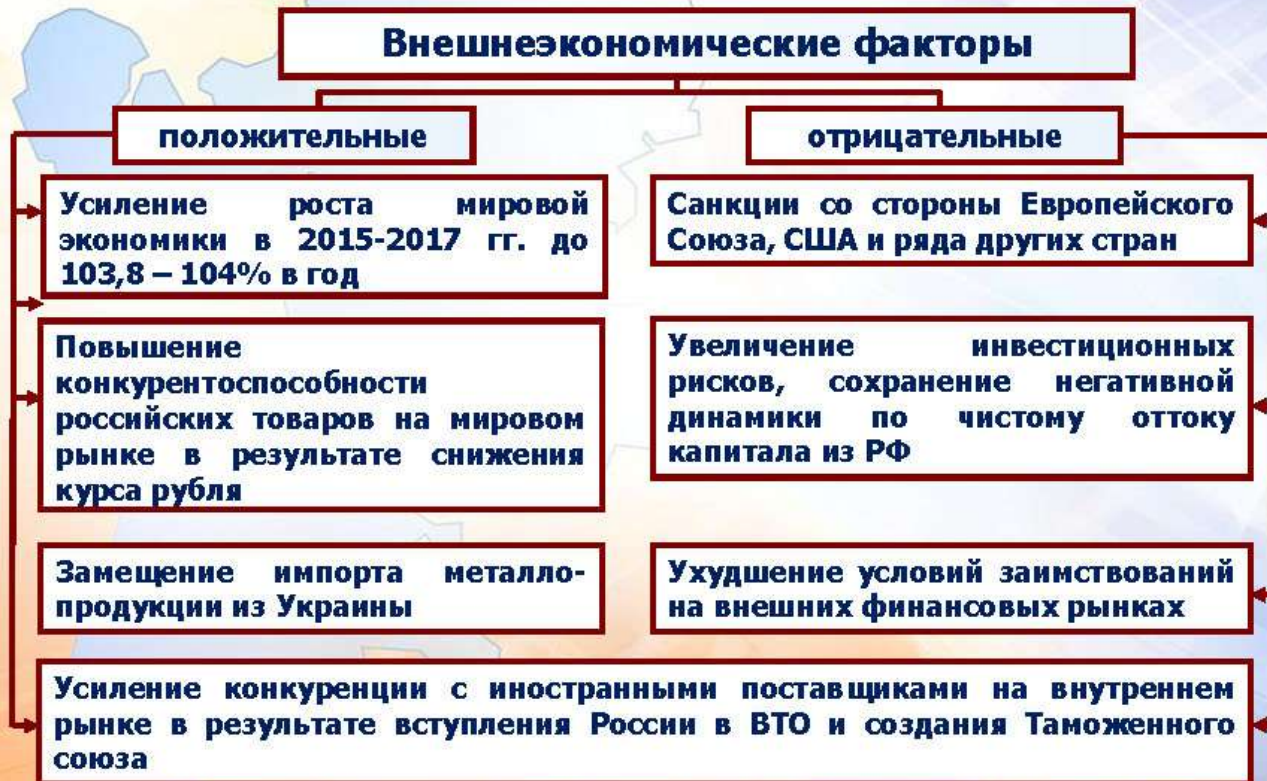 Внешнеэкономические факторы
положительные
Усиление роста мировой
экономики в 2015-2017 гг. до
103,8 – 104% в год
Повышение
конкурентоспособности
российских товаров на мировом
рынке в результате снижения
курса рубля
Замещение импорта металло-
продукции из Украины
отрицательные
Санкции со стороны Европейского
Союза, США и ряда других стран
Увеличение инвестиционных
рисков, сохранение негативной
динамики по чистому оттоку
капитала из РФ
Ухудшение условий заимствований
на внешних финансовых рынках
Усиление конкуренции с иностранными поставщиками на внутреннем
рынке в результате вступления России в ВТО и создания Таможенного
союза